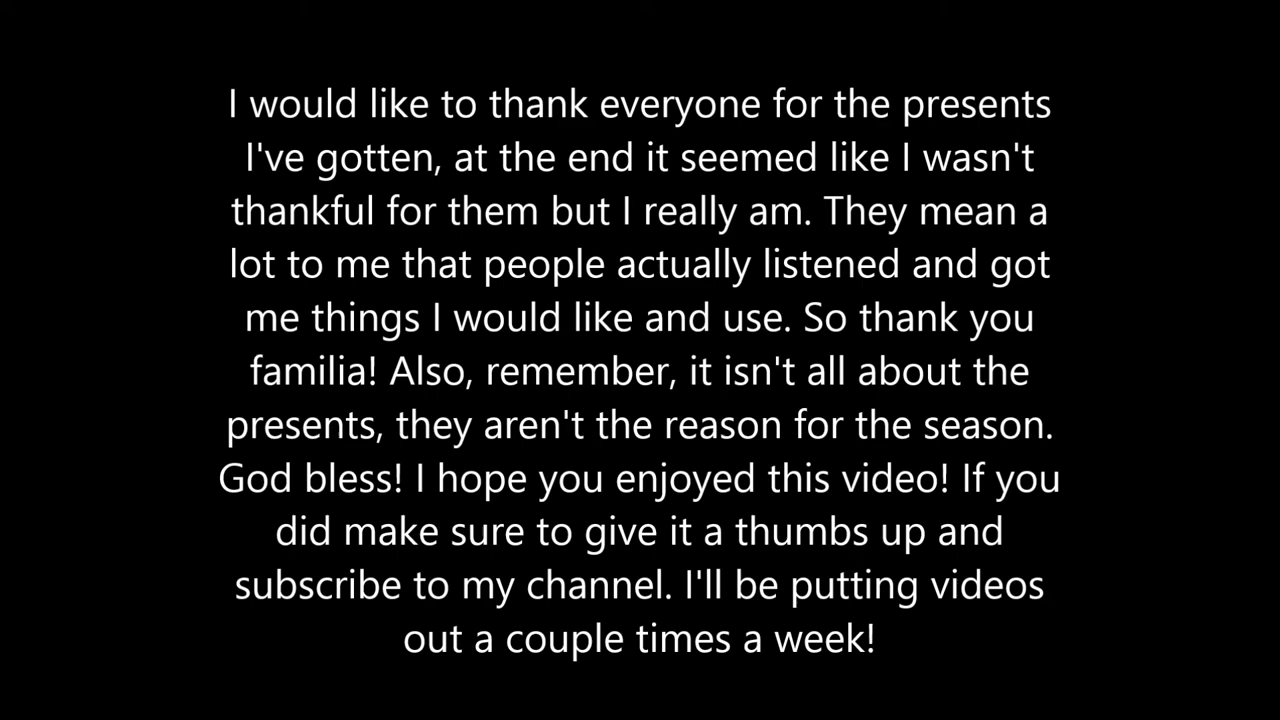 I would like to thank everyone for the presents
I've gotten, at the end it seemed like I wasn't
thankful for them but I really am. They mean a
lot to me that people actually listened and got
me things I would like and use. So thank you
familia! Also, remember, it isn't all about the
presents, they aren't the reason for the season.
God bless! I hope you enjoyed this video! If you
did make sure to give it a thumbs up and
subscribe to my channel. I'll be putting videos
out a couple times a week!